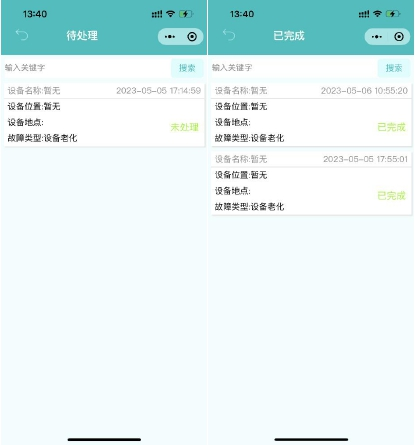 13:40
待处理
输入关键字
搜索
设备名称:暂无 2023-05-05 17:14:59
设备位置:暂无
设备地点:
未处理
故障类型:设备老化
13:40
已完成
输入关键字
搜索
设备名称:暂无 2023-05-06 10:55:20
设备位置:暂无
设备地点:
已完成
故障类型:设备老化
设备名称:暂无 2023-05-05 17:55:01
设备位置:暂无
设备地点:
已完成
故障类型:设备老化